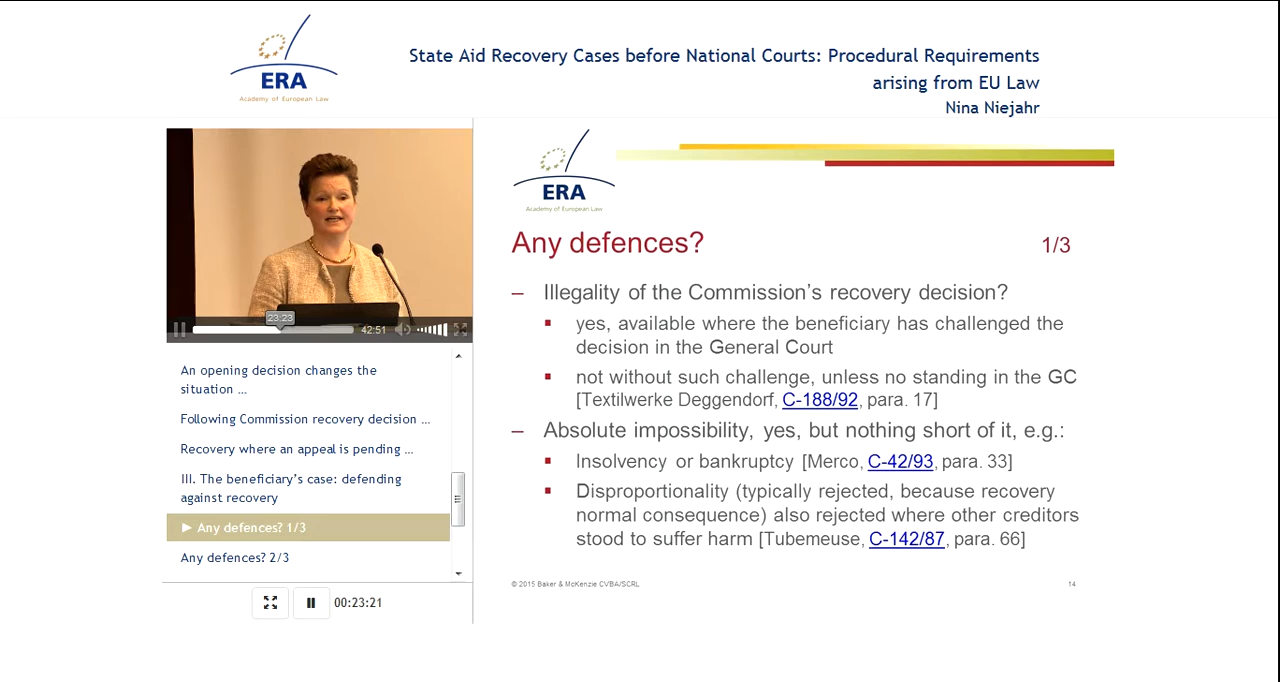 ERA
Academy of European Law
State Aid Recovery Cases before National Courts: Procedural Requirements
arising from EU Law
Nina Niejahr
23:23
42:51
An opening decision changes the
situation ...
Following Commission recovery decision ...
Recovery where an appeal is pending ...
III. The beneficiary's case: defending
against recovery
► Any defences? 1/3
Any defences? 2/3
00:23:21
ERA
Academy of European Law
Any defences? 1/3
– Illegality of the Commission's recovery decision?
▪ yes, available where the beneficiary has challenged the
decision in the General Court
▪ not without such challenge, unless no standing in the GC
[Textilwerke Deggendorf, C-188/92, para. 17]
– Absolute impossibility, yes, but nothing short of it, e.g.:
▪ Insolvency or bankruptcy [Merco, C-42/93, para. 33]
▪ Disproportionality (typically rejected, because recovery
normal consequence) also rejected where other creditors
stood to suffer harm [Tubemeuse, C-142/87, para. 66]
© 2015 Baker & McKenzie CVBA/SCRL 14